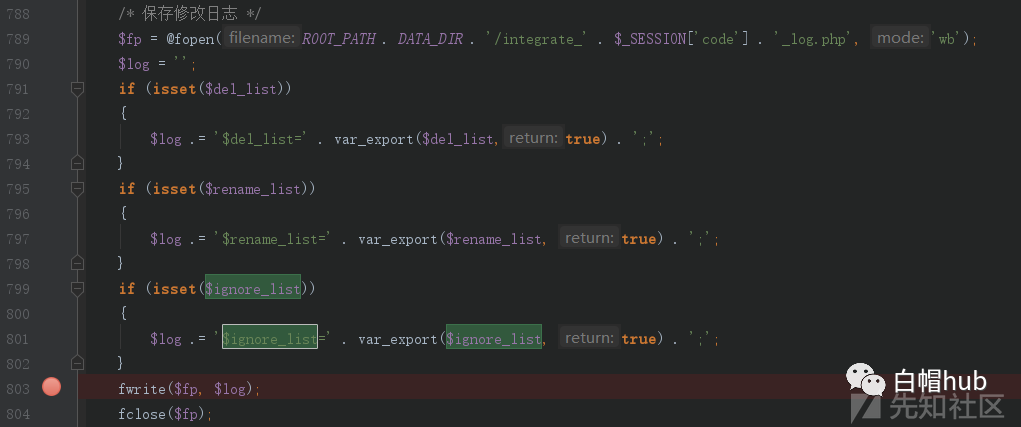 788 /* 保存修改日志 */
789 $fp = @fopen( filename: ROOT_PATH . DATA_DIR . '/integrate_' . $_SESSION['code'] . '_log.php', mode: 'wb');
790 $log = '';
791 if (isset($del_list))
792 {
793 $log .= '$del_list=' . var_export($del_list, return: true) . ';';
794 }
795 if (isset($rename_list))
796 {
797 $log .= '$rename_list=' . var_export($rename_list, return: true) . ';';
798 }
799 if (isset($ignore_list))
800 {
801 $log .= '$ignore_list=' . var_export($ignore_list, return: true) . ';';
802 }
803 fwrite($fp, $log);
804 fclose($fp);
白帽hub
先知社区